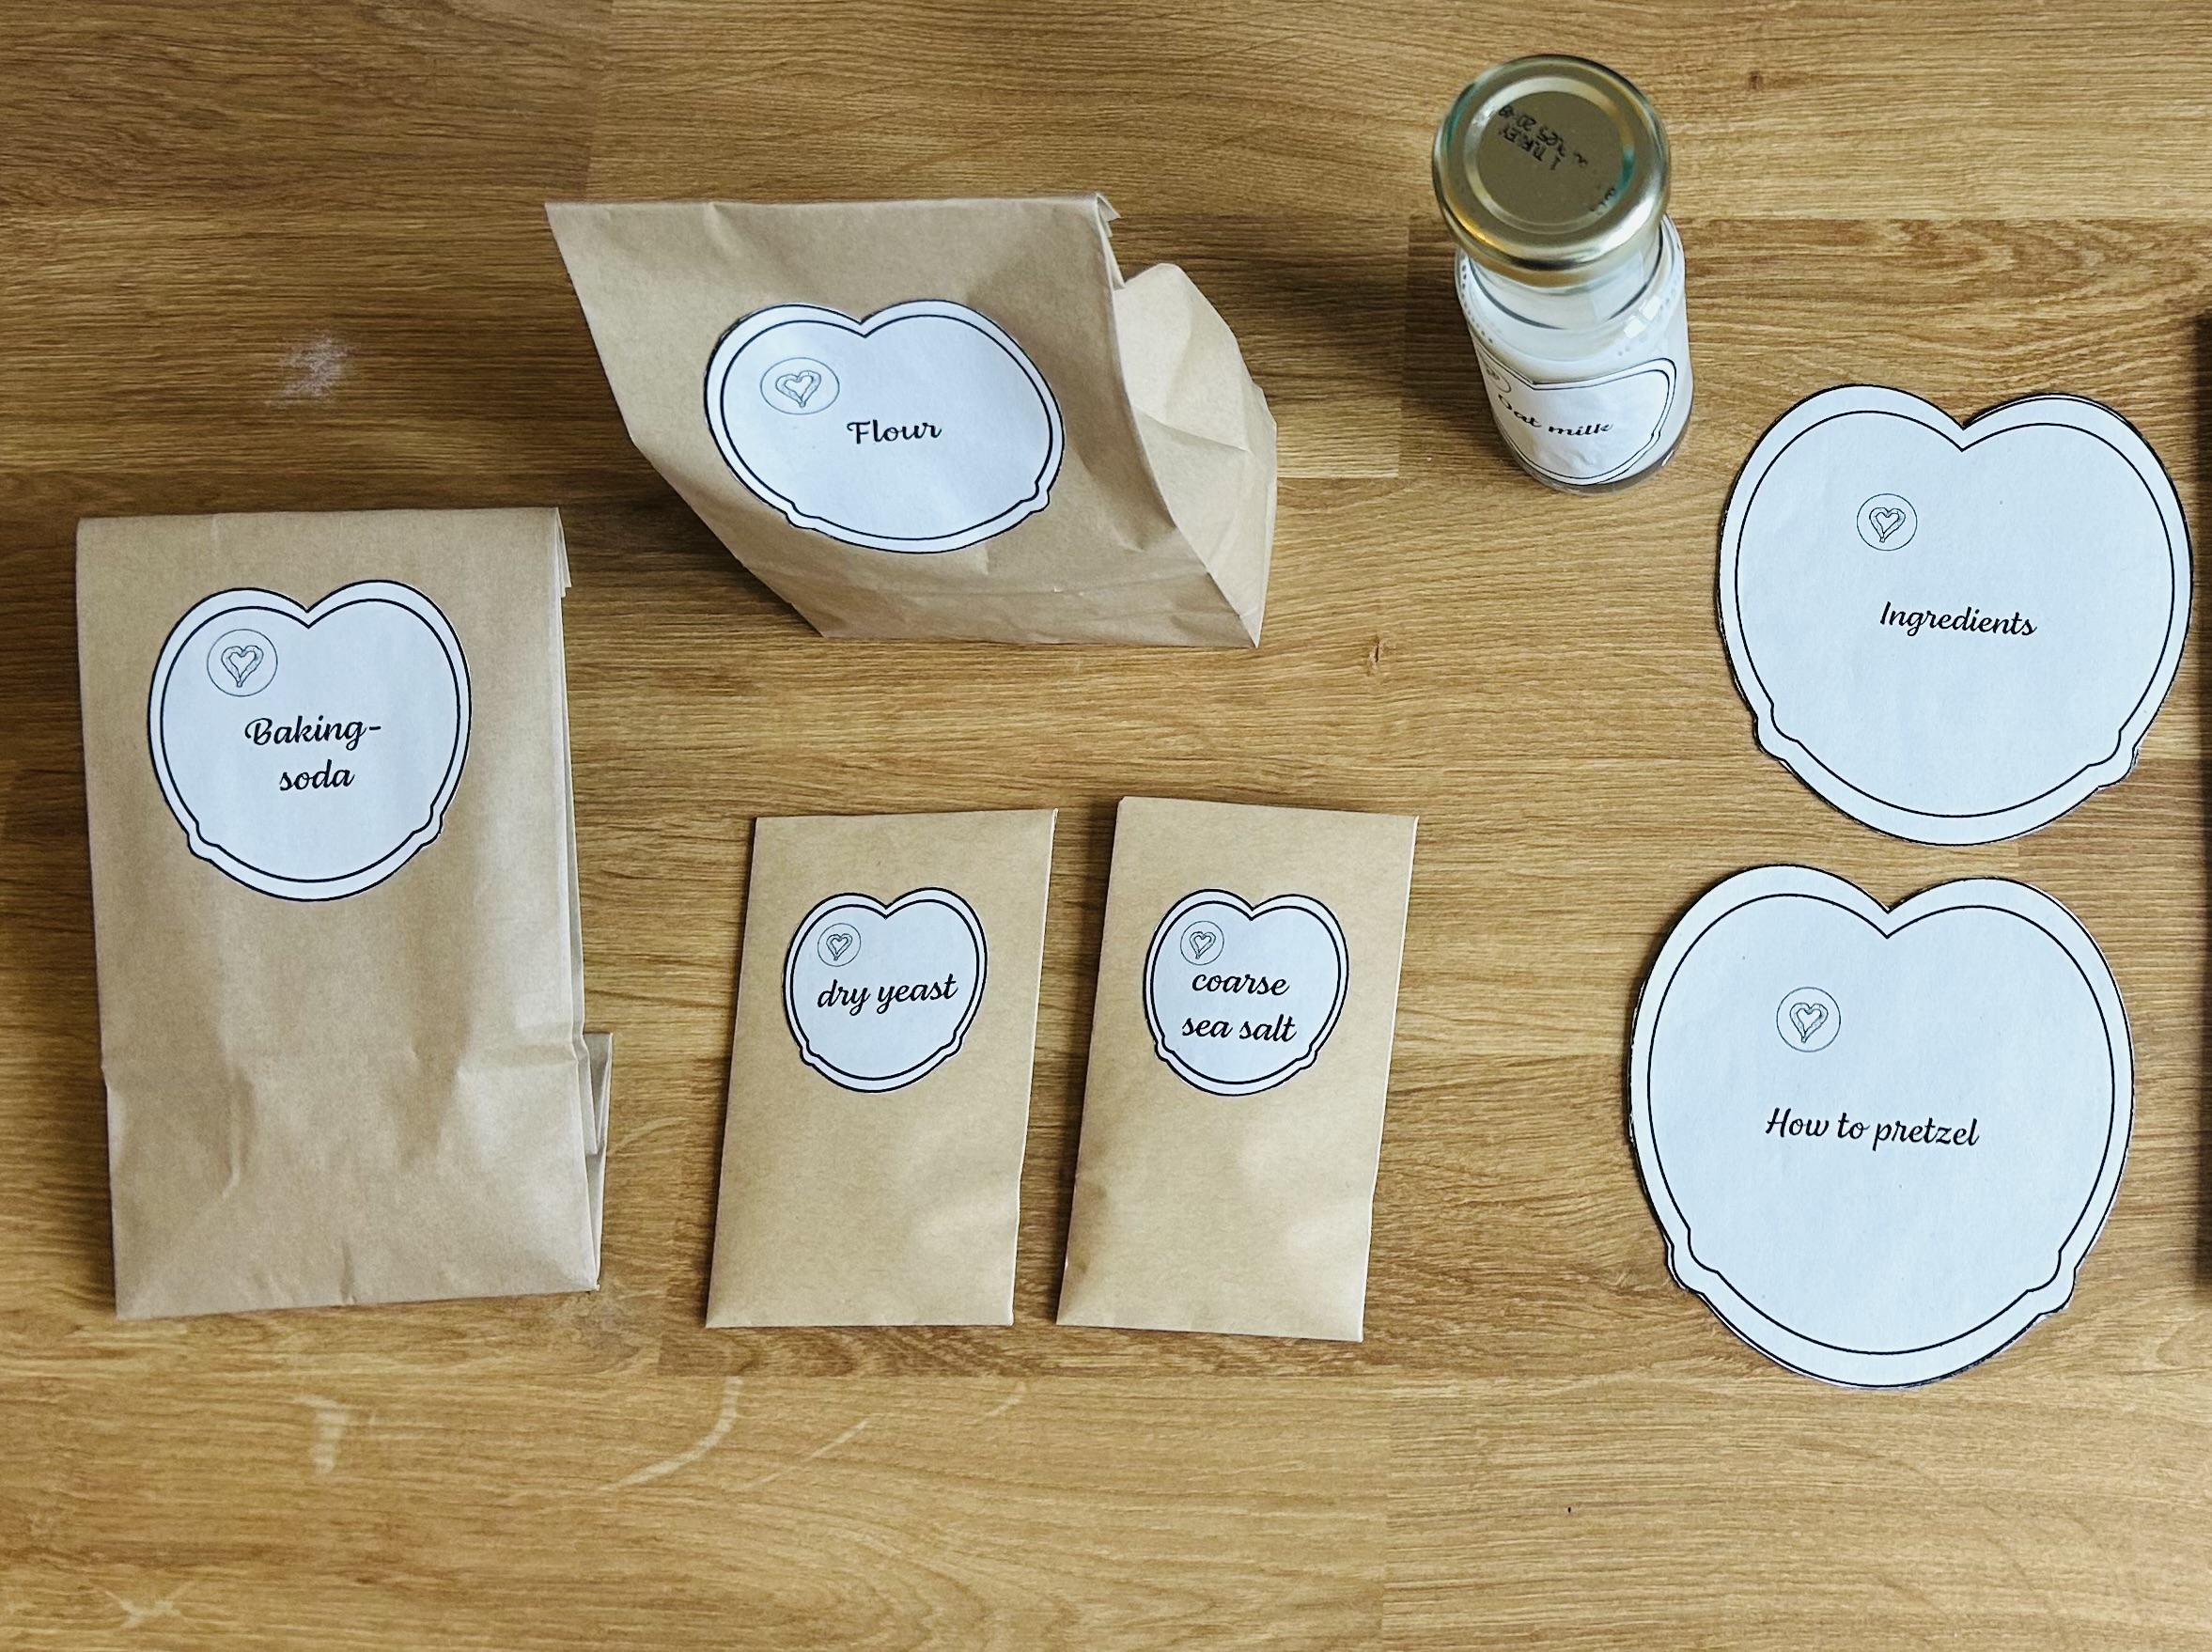 Flour
Oat milk
Ingredients
Baking-
soda
dry yeast
coarse
sea salt
How to pretzel